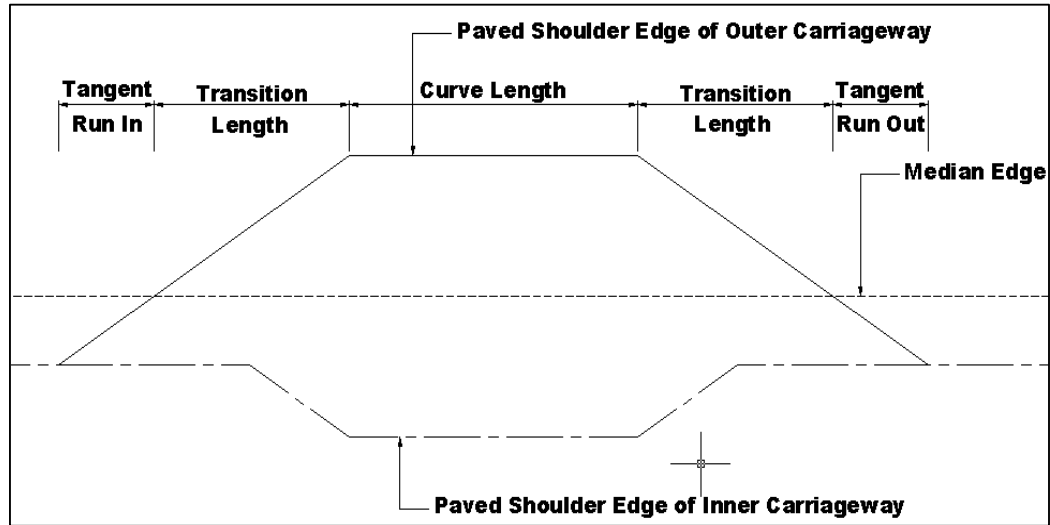 Paved Shoulder Edge of Outer Carriageway
Tangent
Run In
Transition
Length
Curve Length
Transition
Length
Tangent
Run Out
Median Edge
Paved Shoulder Edge of Inner Carriageway